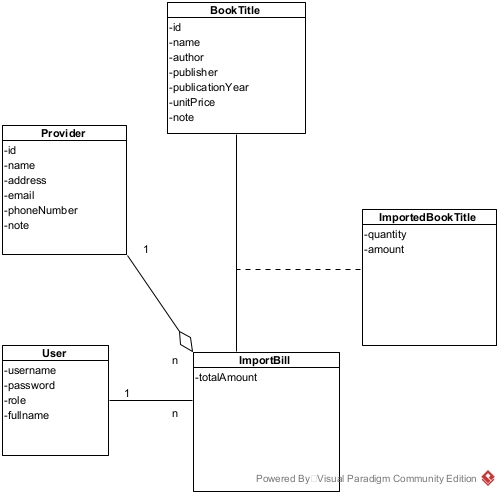 BookTitle
-id
-name
-author
-publisher
-publicationYear
-unitPrice
-note
Provider
-id
-name
-address
-email
-phoneNumber
-note
ImportedBookTitle
-quantity
-amount
1
User
-username
-password
-role
-fullname
n
1
n
ImportBill
-totalAmount
Powered By Visual Paradigm Community Edition